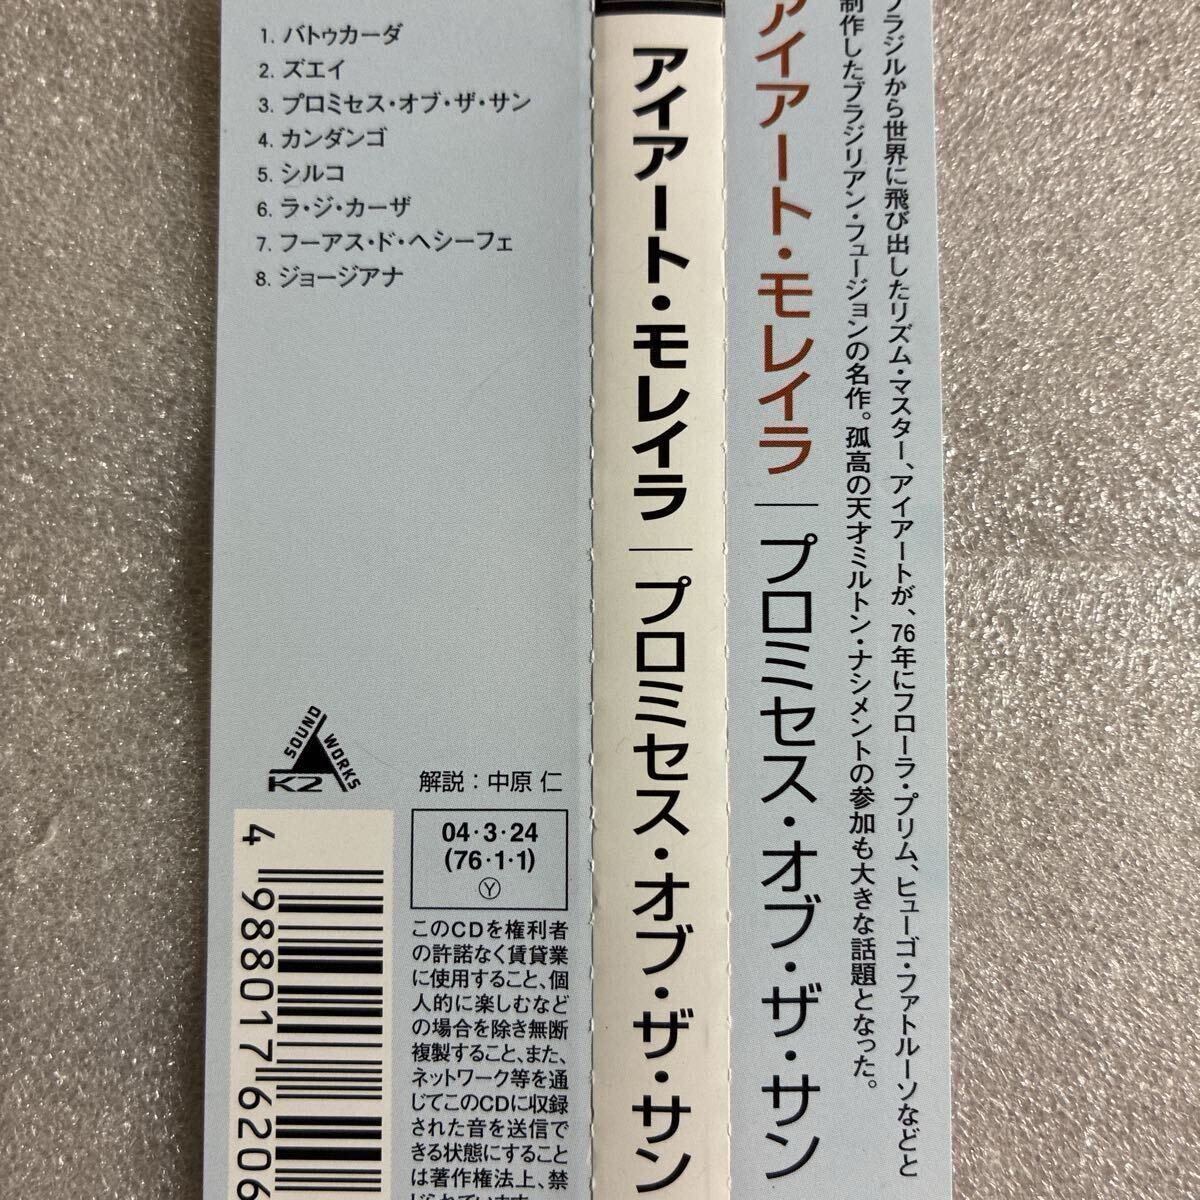 1. バトゥカーダ
2. ズエイ
3. プロミセス・オブ・ザ・サン
4. カンダンゴ
5. シルコ
6. ラ・ジ・カーザ
7. フーアス・ド・ヘシーフェ
8. ジョージアナ
SOUND WORKS
K2
解説：中原 仁
04・3・24
(76・1・1)
Ⓨ
このCDを権利者
の許諾なく賃貸業
に使用すること、個
人的に楽しむなど
の場合を除き無断
複製すること、また、
ネットワーク等を通
じてこのCDに収録
された音を送信で
きる状態にすること
は著作権法上、禁
じられています
4 988017 6206
アイアート・モレイラ｜プロミセス・オブ・ザ・サン
アイアート・モレイラ｜プロミセス・オブ・ザ・サン
ブラジルから世界に飛び出したリズム・マスター、アイアートが、76年にフローラ・プリム、ヒューゴ・ファトルーソなどと
制作したブラジリアン・フュージョンの名作。孤高の天才ミルトン・ナシメントの参加も大きな話題となった。